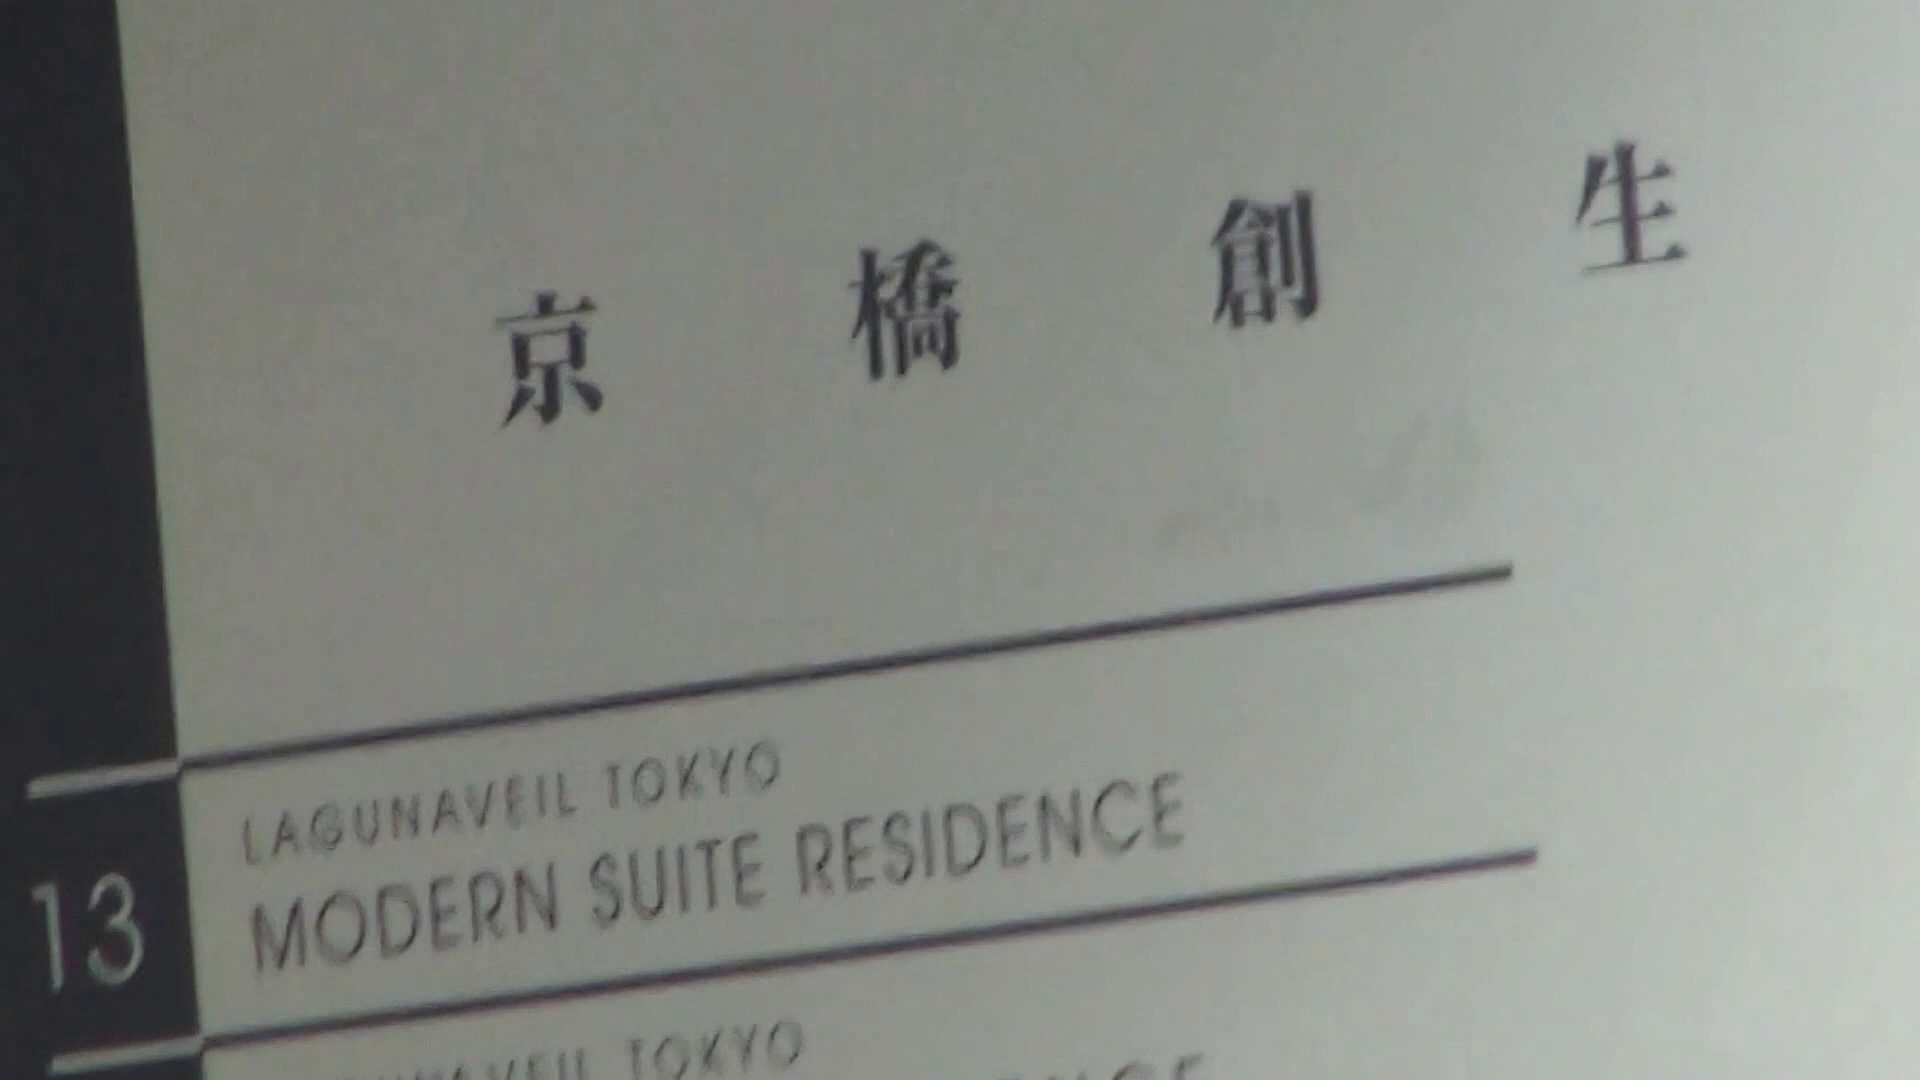 京橋創生
LAGUNAVEIL TOKYO
13 MODERN SUITE RESIDENCE
TOKYO